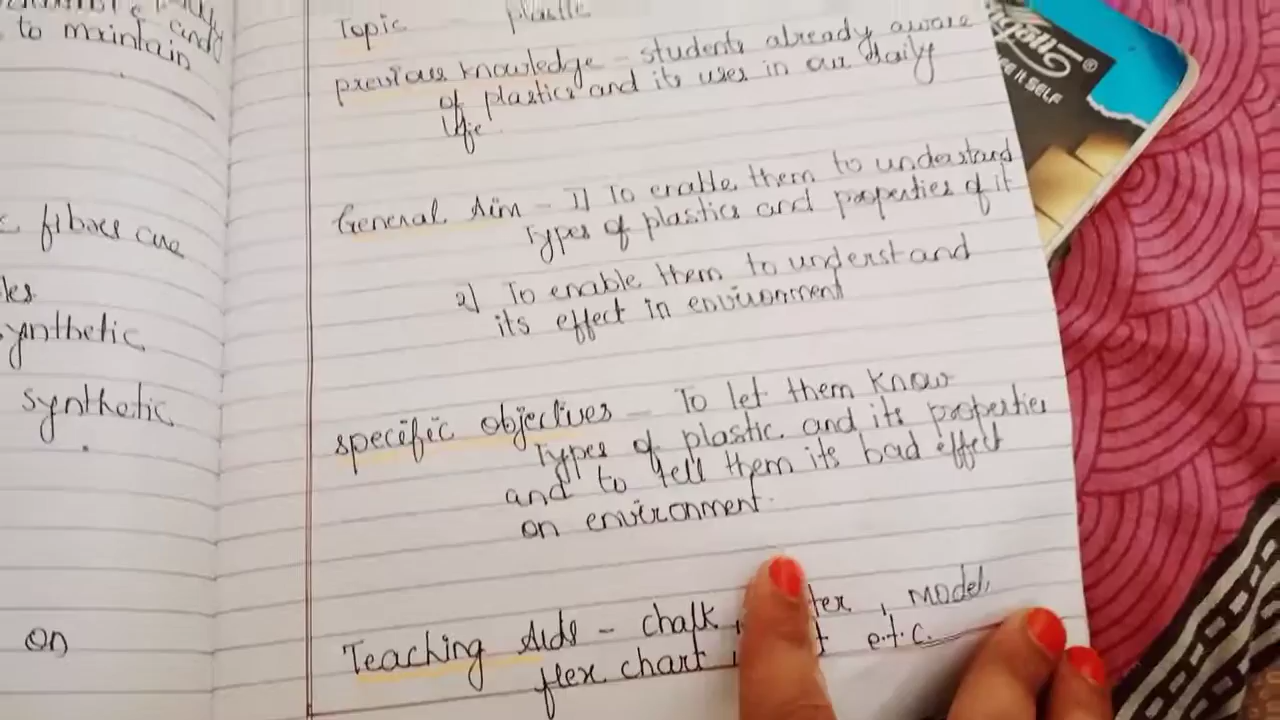 to maintain
fibres are
synthetic
synthetic
on
Topic plastic
previous knowledge - students already aware
of plastics and its uses in our daily
life
General Aim - 1) To enable them to understand
Types of plastics and properties of it
2) To enable them to understand
its effect in environment
specific objectives - To let them know
Types of plastic and its properties
and to tell them its bad effect
on environment.
Teaching Aids - chalk, model,
flex chart e.t.c.
SELF